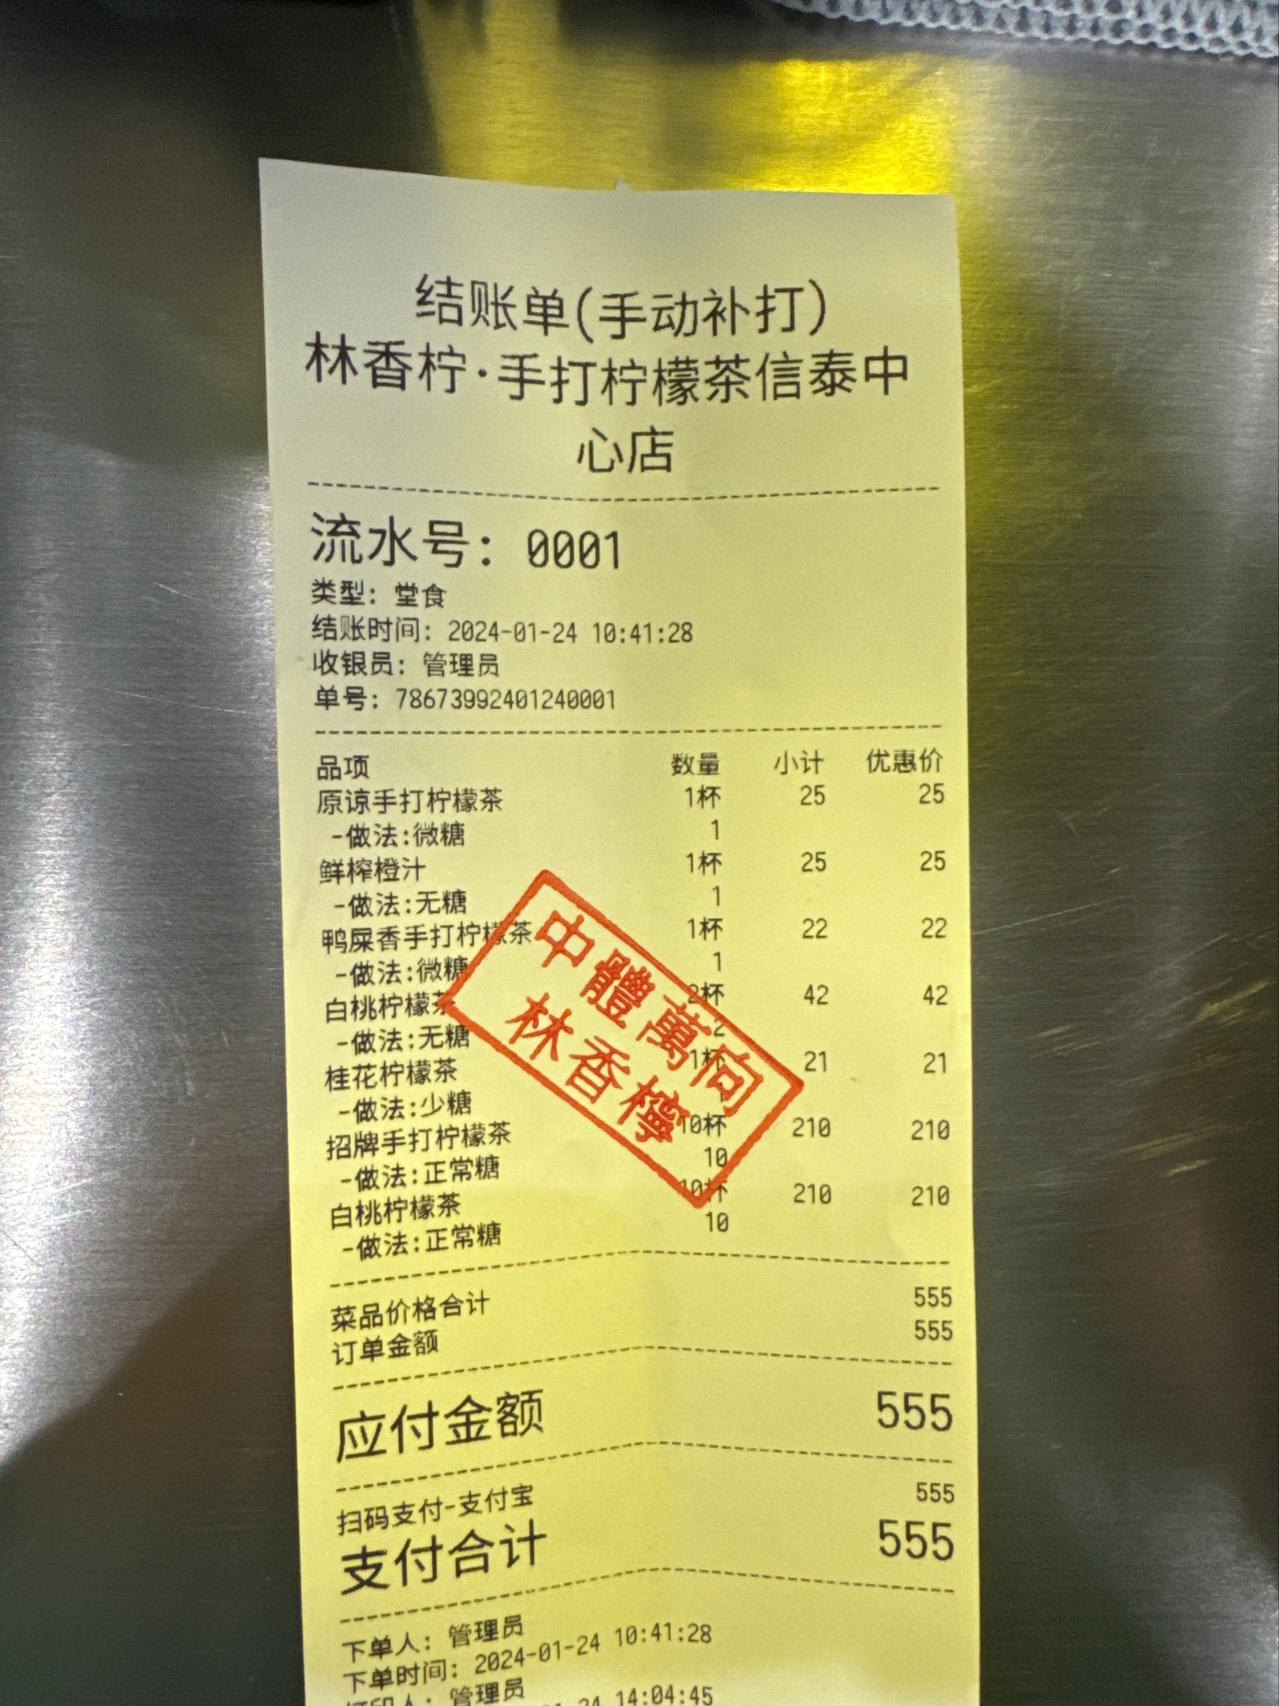 结账单(手动补打)
林香柠·手打柠檬茶信泰中
心店
流水号: 0001
类型: 堂食
结账时间: 2024-01-24 10:41:28
收银员: 管理员
单号: 78673992401240001
品项 数量 小计 优惠价
原谅手打柠檬茶 1杯 25 25
-做法:微糖 1
鲜榨橙汁 1杯 25 25
-做法:无糖 1
鸭屎香手打柠檬茶 1杯 22 22
-做法:微糖 1
白桃柠檬茶 2杯 42 42
-做法:无糖 2
桂花柠檬茶 1杯 21 21
-做法:少糖
招牌手打柠檬茶 10杯 210 210
-做法:正常糖 10
白桃柠檬茶 10杯 210 210
-做法:正常糖 10
中體萬向
林香檸
菜品价格合计 555
订单金额 555
应付金额 555
扫码支付-支付宝 555
支付合计 555
下单人: 管理员
下单时间: 2024-01-24 10:41:28
打印人: 管理员
01-24 14:04:45